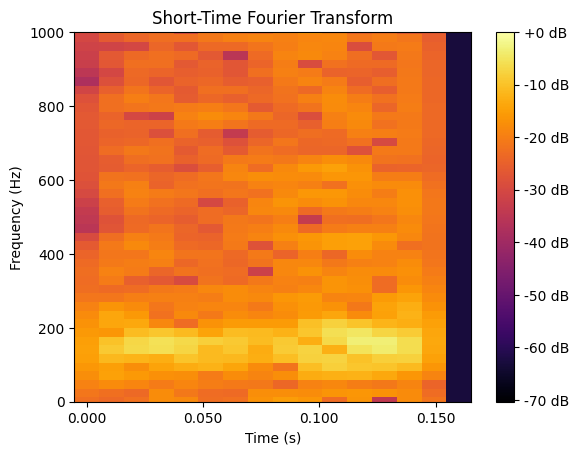 Short-Time Fourier Transform
1000
800
600
400
200
0
Frequency (Hz)
0.000
0.050
0.100
0.150
Time (s)
+0 dB
-10 dB
-20 dB
-30 dB
-40 dB
-50 dB
-60 dB
-70 dB